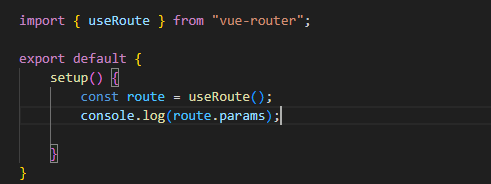 import { useRoute } from "vue-router";
export default {
setup() {
const route = useRoute();
console.log(route.params);
}
}